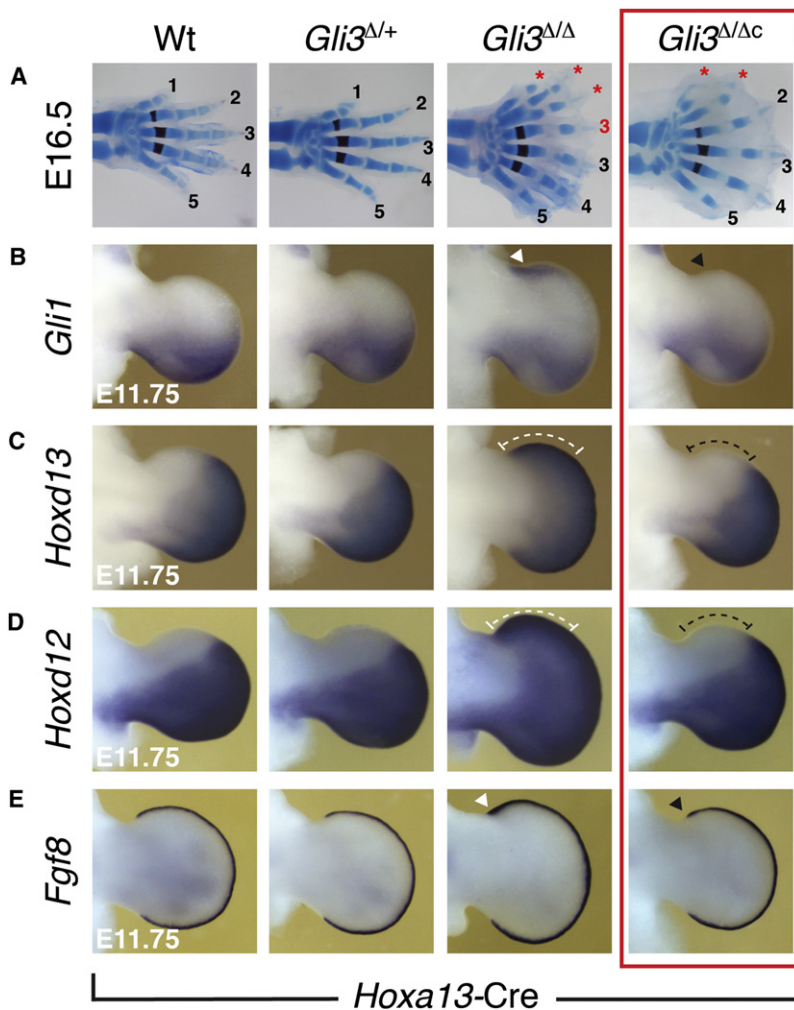 Wt Gli3Δ/+ Gli3Δ/Δ Gli3Δ/Δc
A E16.5
1 2 3 4 5
1 2 3 4 5
* * * 3 3 4 5
* * 2 3 4 5
B Gli1
E11.75
C Hoxd13
E11.75
D Hoxd12
E11.75
E Fgf8
E11.75
Hoxa13-Cre